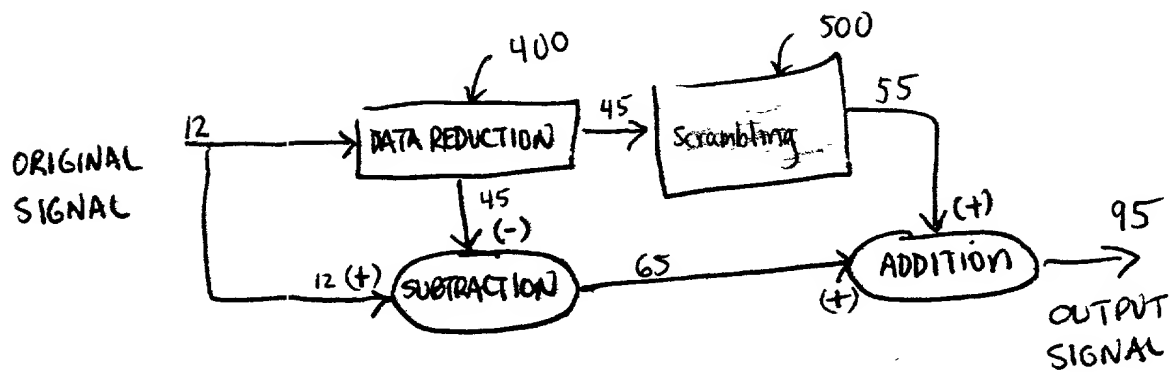 400
500
12
DATA REDUCTION
45
Scrambling
55
ORIGINAL
SIGNAL
45
(-)
(+)
95
12 (+)
SUBTRACTION
65
(+)
ADDITION
OUTPUT
SIGNAL